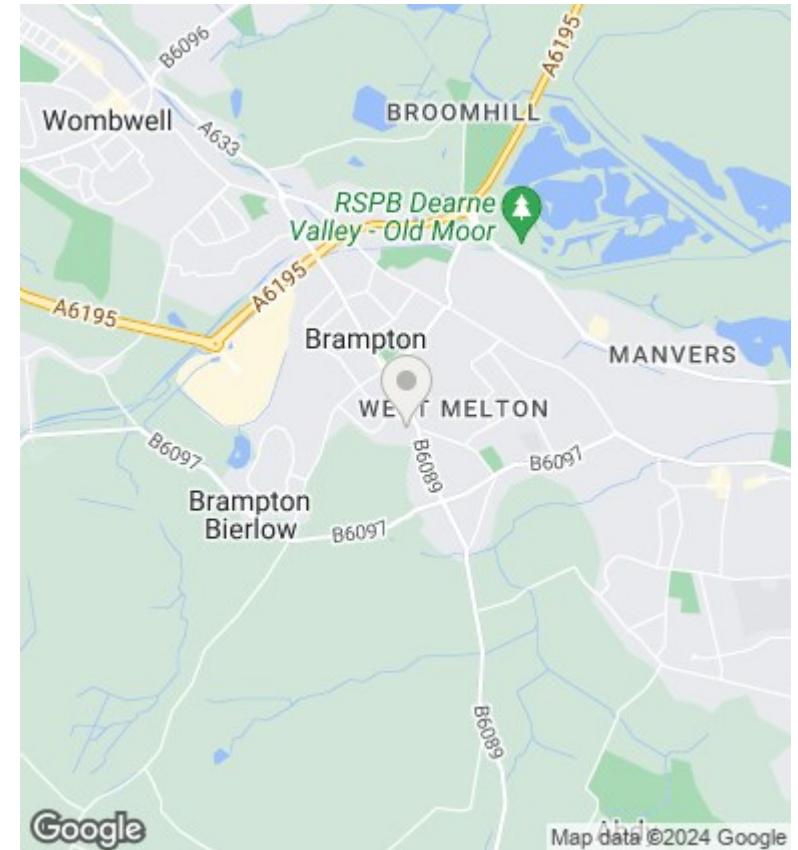 B6096
A6195
Wombwell
A633
BROOMHILL
RSPB Dearne
Valley - Old Moor
A6195
A6195
Brampton
MANVERS
WEST MELTON
B6097
B6089
B6097
Brampton
Bierlow
B6097
B6089
Abdy
Google
Map data ©2024 Google